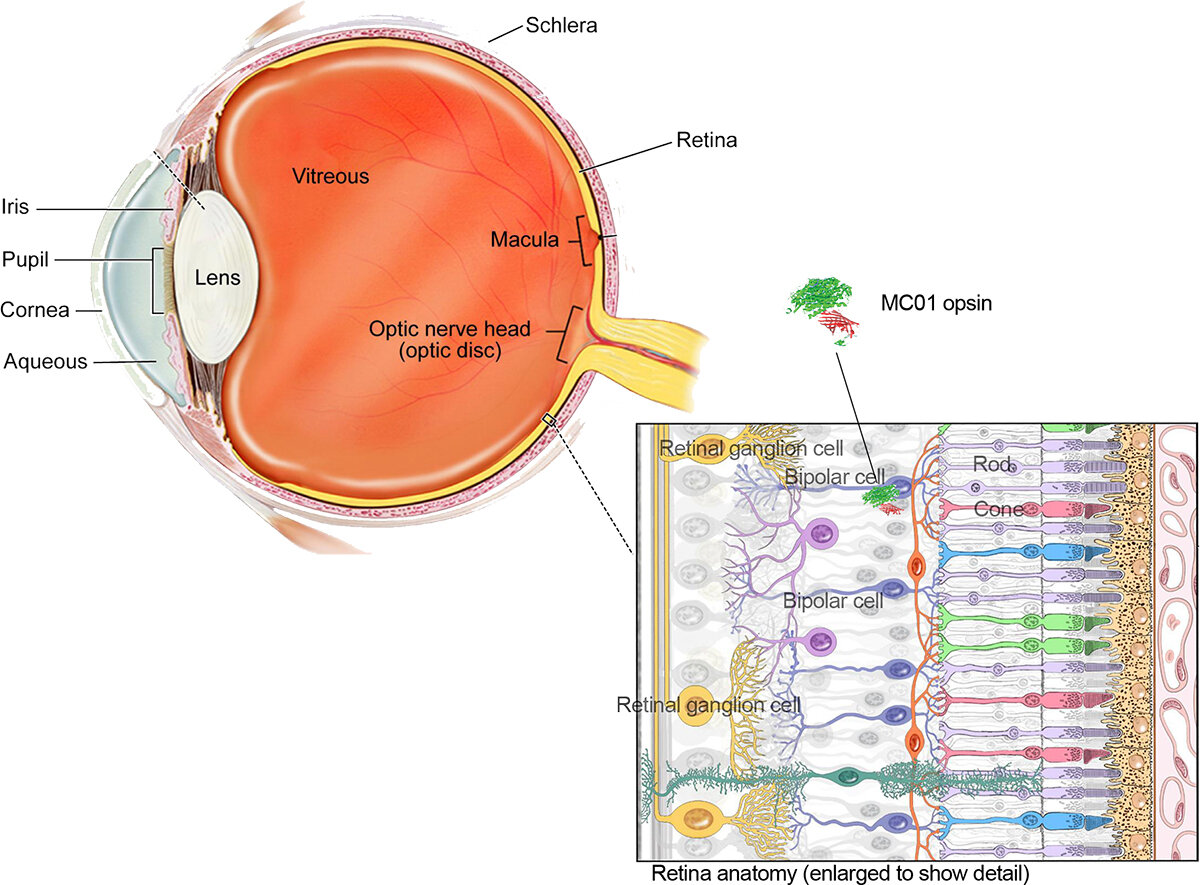 Schlera
Retina
Vitreous
Iris
Macula
Pupil
Lens
MC01 opsin
Cornea
Optic nerve head
(optic disc)
Aqueous
Retinal ganglion cell
Bipolar cell
Rod
Cone
Bipolar cell
Retinal ganglion cell
Retina anatomy (enlarged to show detail)